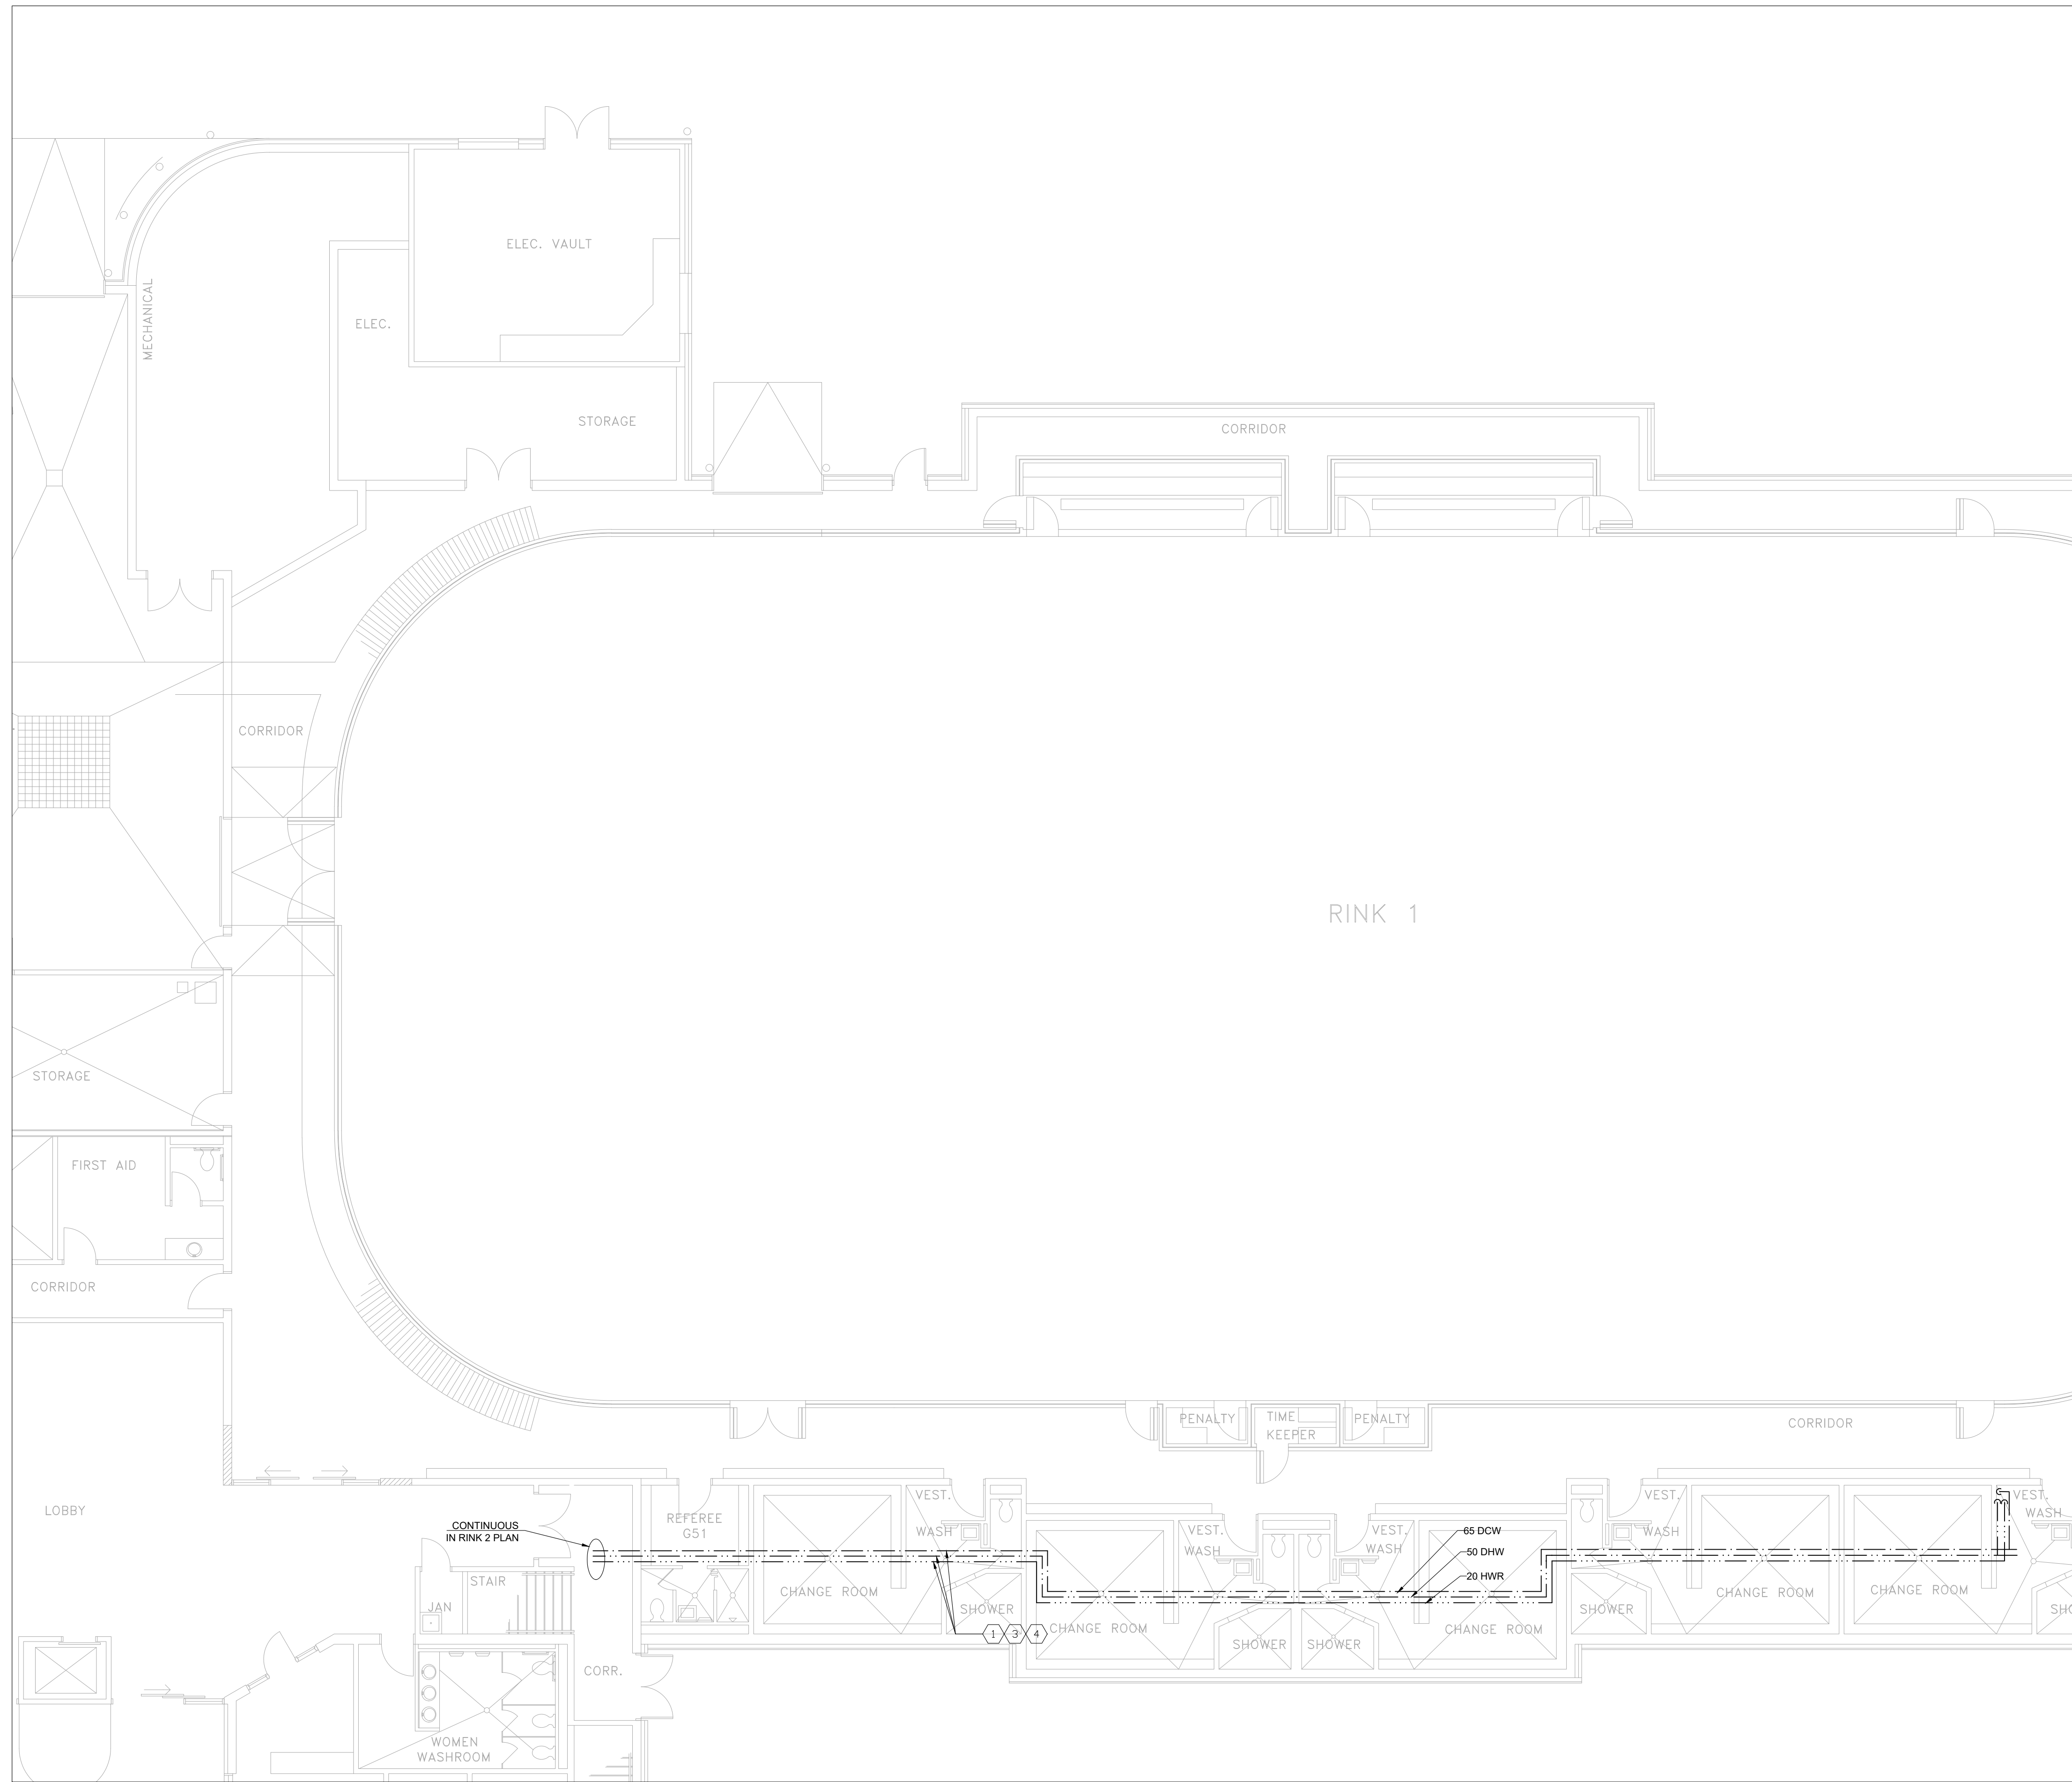 ELEC. VAULT
MECHANICAL
ELEC.
STORAGE
CORRIDOR
CORRIDOR
RINK 1
STORAGE
FIRST AID
CORRIDOR
PENALTY
TIME
KEEPER
PENALTY
CORRIDOR
LOBBY
CONTINUOUS
IN RINK 2 PLAN
REFEREE
G51
VEST.
WASH
VEST.
WASH
VEST.
WASH
65 DCW
50 DHW
20 HWR
VEST.
WASH
VEST.
WASH
STAIR
JAN
CHANGE ROOM
SHOWER
1 3 4
CHANGE ROOM
SHOWER
SHOWER
CHANGE ROOM
SHOWER
CHANGE ROOM
CHANGE ROOM
CORR.
WOMEN
WASHROOM